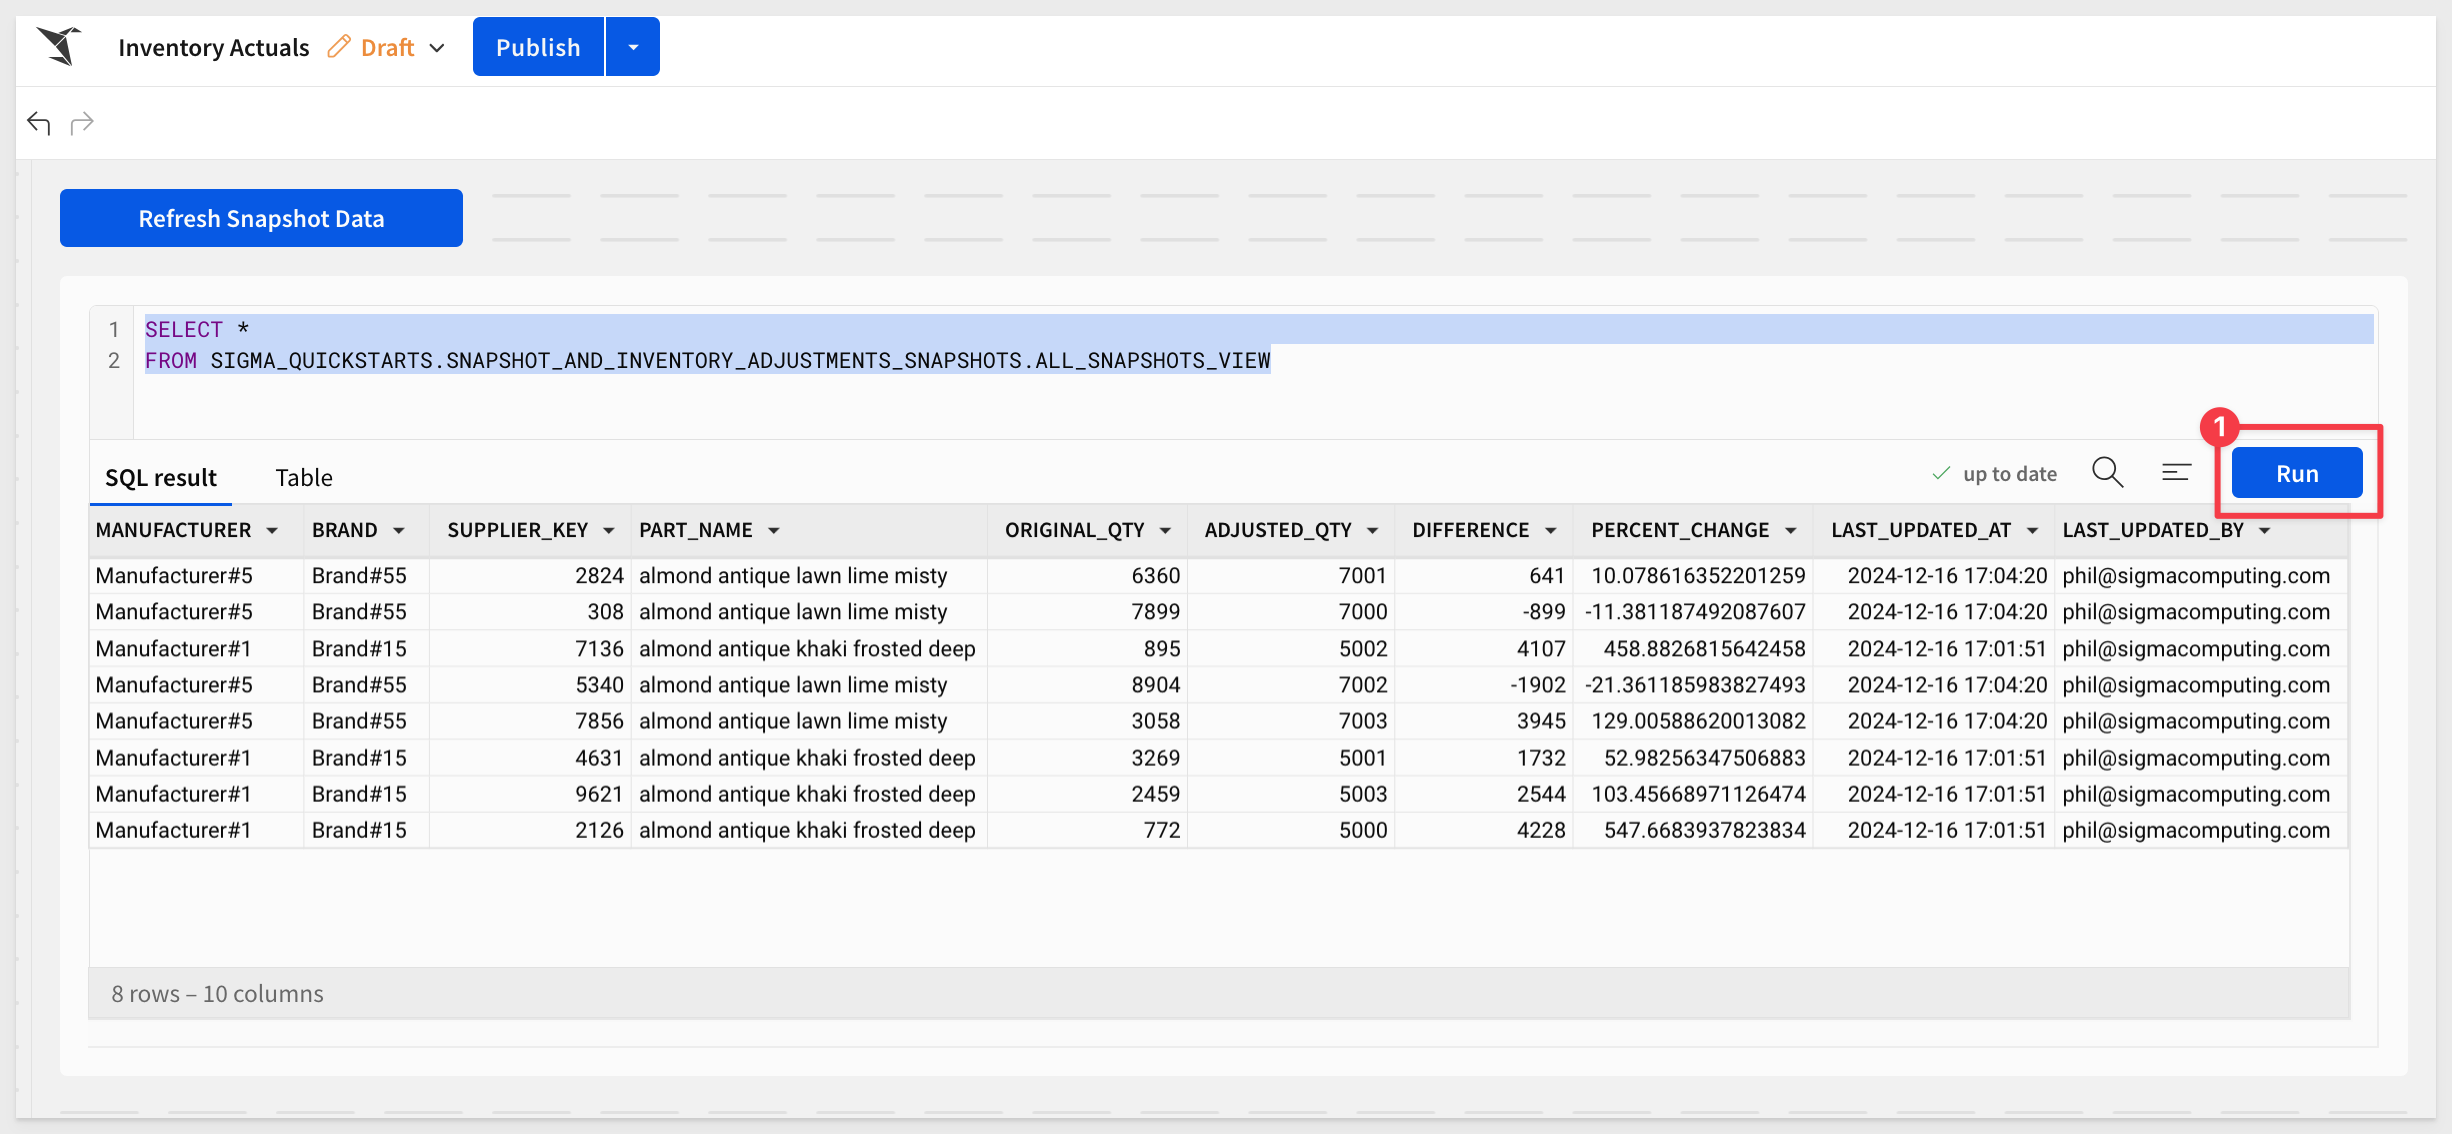 Inventory Actuals Draft Publish
Refresh Snapshot Data
1 SELECT *
2 FROM SIGMA_QUICKSTARTS.SNAPSHOT_AND_INVENTORY_ADJUSTMENTS_SNAPSHOTS.ALL_SNAPSHOTS_VIEW
1
SQL result Table up to date Run
MANUFACTURER BRAND SUPPLIER_KEY PART_NAME ORIGINAL_QTY ADJUSTED_QTY DIFFERENCE PERCENT_CHANGE LAST_UPDATED_AT LAST_UPDATED_BY
Manufacturer#5 Brand#55 2824 almond antique lawn lime misty 6360 7001 641 10.078616352201259 2024-12-16 17:04:20 phil@sigmacomputing.com
Manufacturer#5 Brand#55 308 almond antique lawn lime misty 7899 7000 -899 -11.381187492087607 2024-12-16 17:04:20 phil@sigmacomputing.com
Manufacturer#1 Brand#15 7136 almond antique khaki frosted deep 895 5002 4107 458.8826815642458 2024-12-16 17:01:51 phil@sigmacomputing.com
Manufacturer#5 Brand#55 5340 almond antique lawn lime misty 8904 7002 -1902 -21.361185983827493 2024-12-16 17:04:20 phil@sigmacomputing.com
Manufacturer#5 Brand#55 7856 almond antique lawn lime misty 3058 7003 3945 129.00588620013082 2024-12-16 17:04:20 phil@sigmacomputing.com
Manufacturer#1 Brand#15 4631 almond antique khaki frosted deep 3269 5001 1732 52.98256347506883 2024-12-16 17:01:51 phil@sigmacomputing.com
Manufacturer#1 Brand#15 9621 almond antique khaki frosted deep 2459 5003 2544 103.45668971126474 2024-12-16 17:01:51 phil@sigmacomputing.com
Manufacturer#1 Brand#15 2126 almond antique khaki frosted deep 772 5000 4228 547.6683937823834 2024-12-16 17:01:51 phil@sigmacomputing.com
8 rows – 10 columns